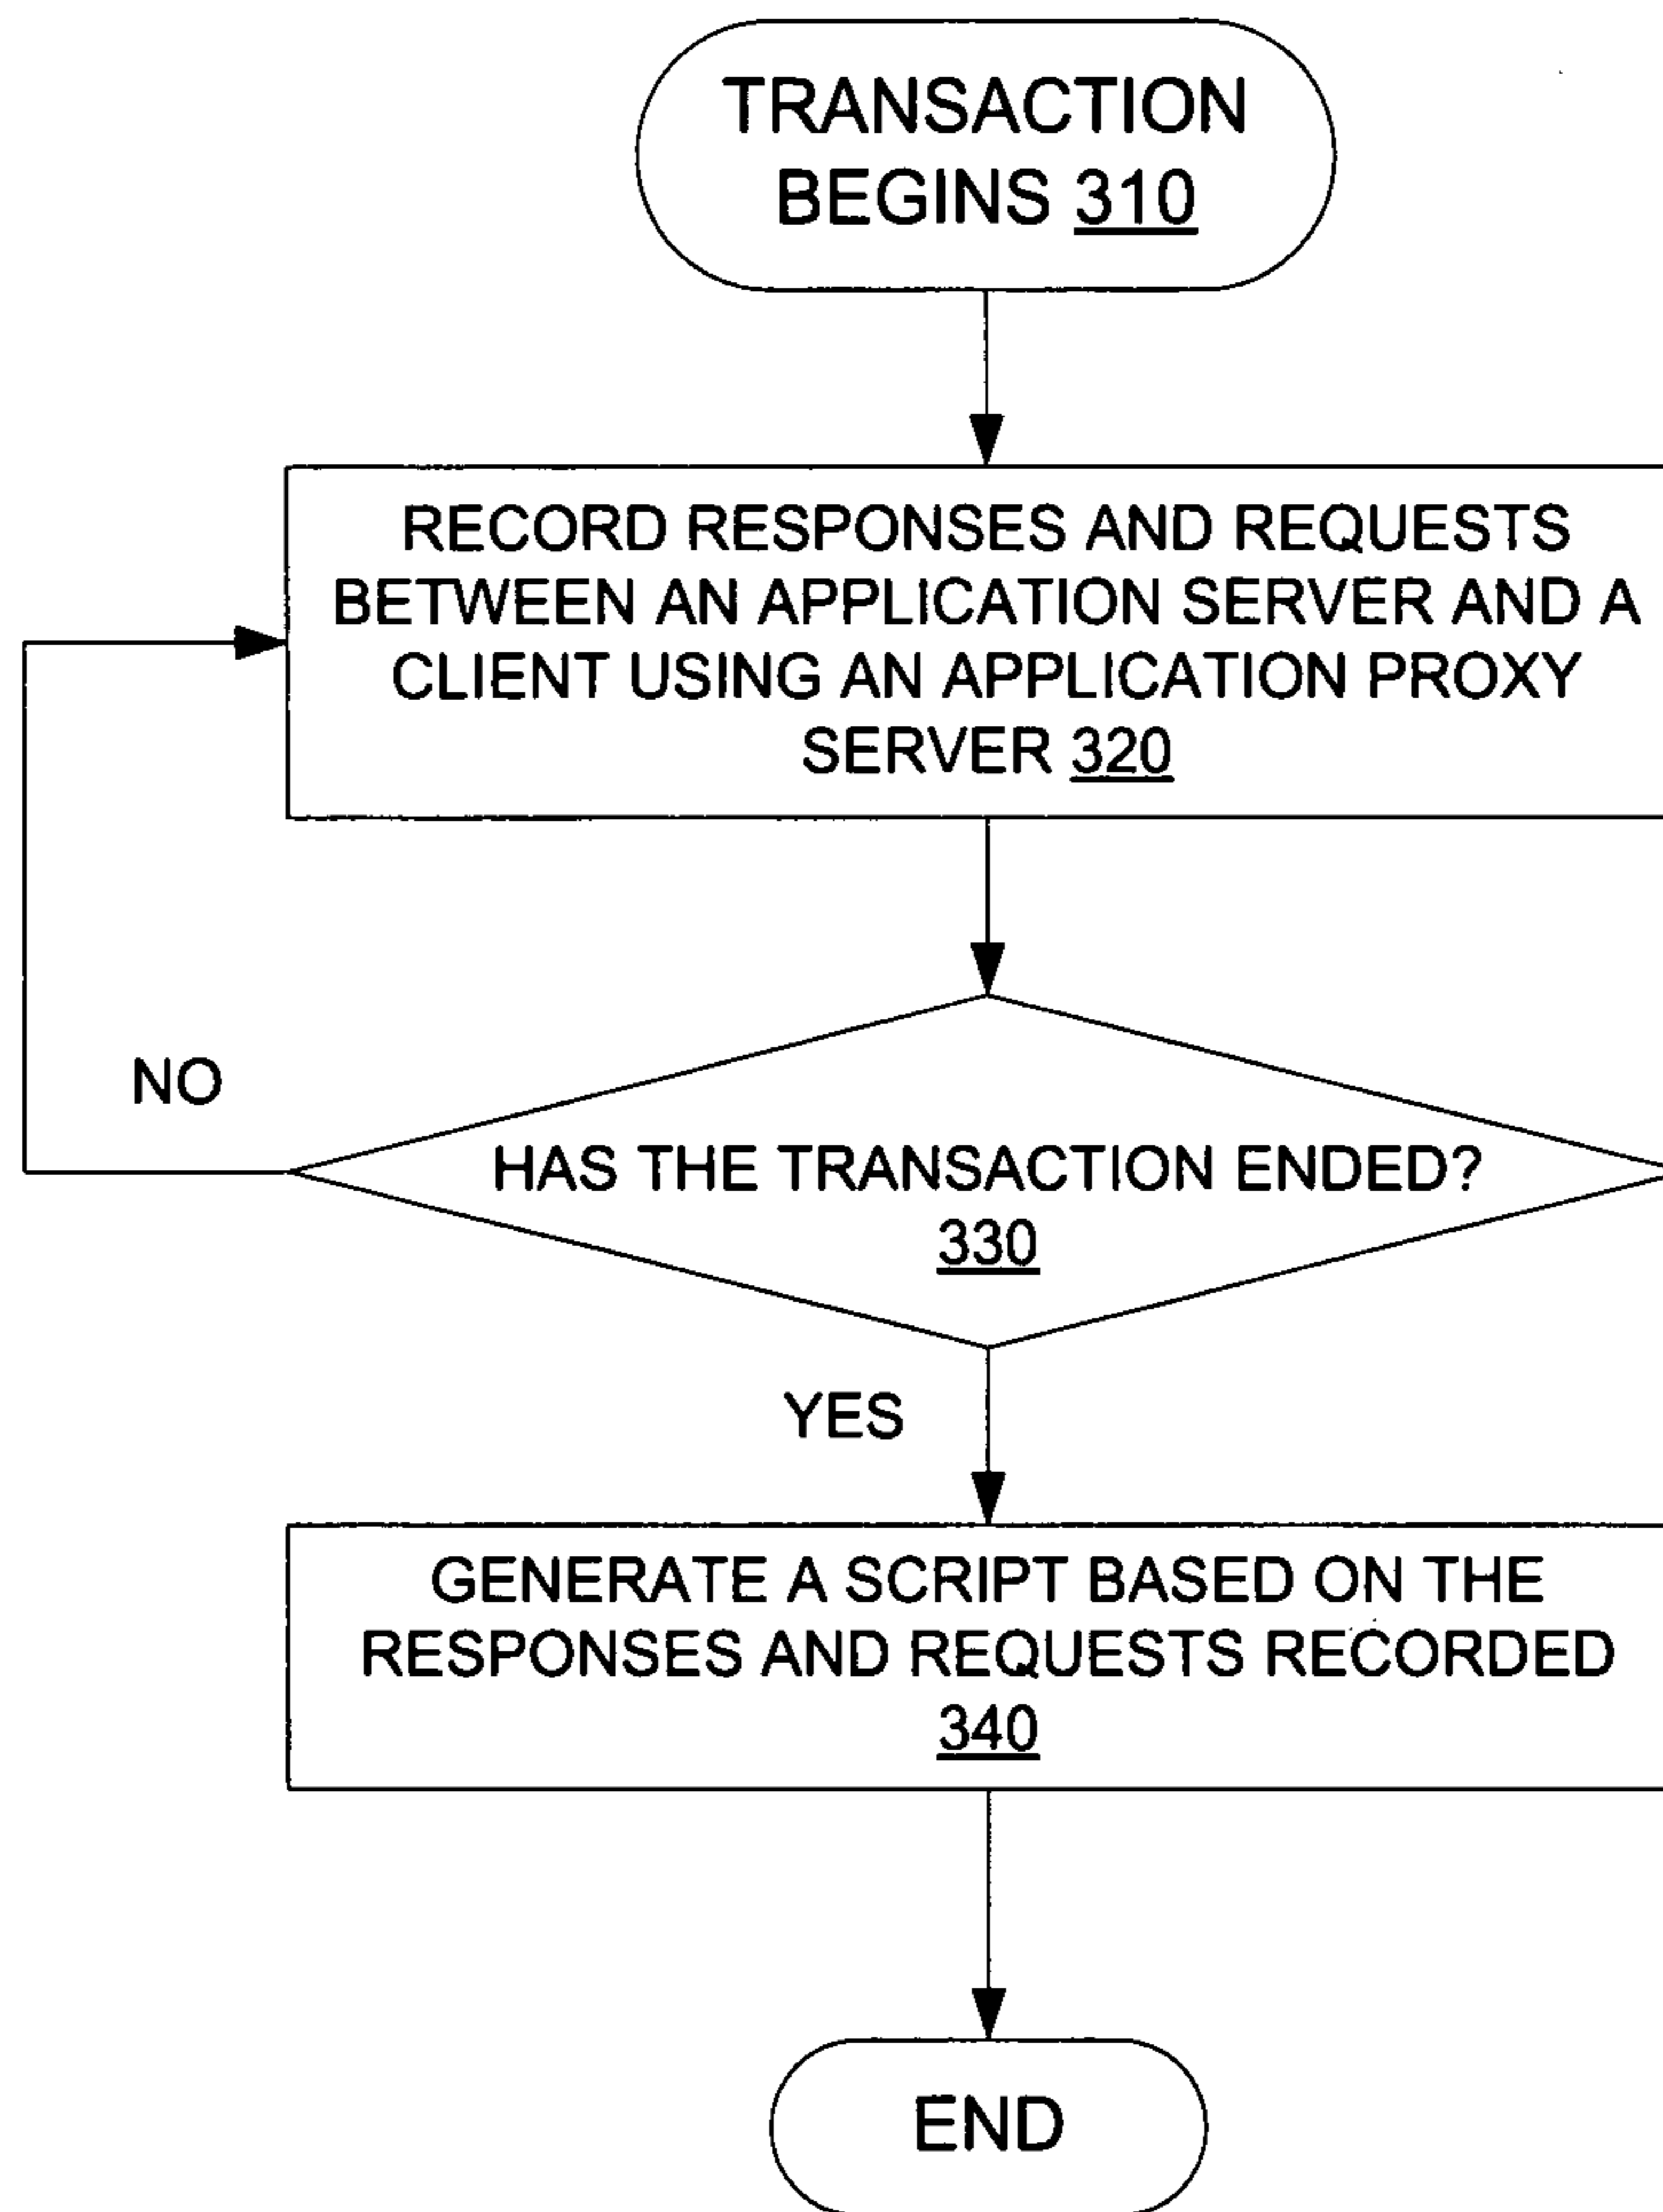 TRANSACTION
BEGINS 310
RECORD RESPONSES AND REQUESTS
BETWEEN AN APPLICATION SERVER AND A
CLIENT USING AN APPLICATION PROXY
SERVER 320
NO
HAS THE TRANSACTION ENDED?
330
YES
GENERATE A SCRIPT BASED ON THE
RESPONSES AND REQUESTS RECORDED
340
END